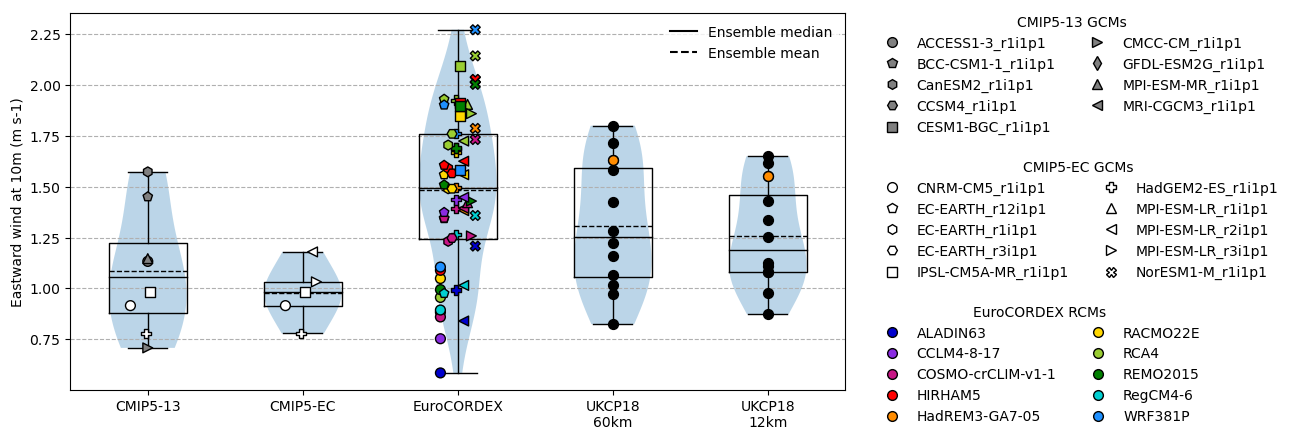 Eastward wind at 10m (m s-1)
2.25
2.00
1.75
1.50
1.25
1.00
0.75
Ensemble median
Ensemble mean
CMIP5-13
CMIP5-EC
EuroCORDEX
UKCP18
60km
UKCP18
12km
CMIP5-13 GCMs
ACCESS1-3_r1i1p1
BCC-CSM1-1_r1i1p1
CanESM2_r1i1p1
CCSM4_r1i1p1
CESM1-BGC_r1i1p1
CMCC-CM_r1i1p1
GFDL-ESM2G_r1i1p1
MPI-ESM-MR_r1i1p1
MRI-CGCM3_r1i1p1
CMIP5-EC GCMs
CNRM-CM5_r1i1p1
EC-EARTH_r12i1p1
EC-EARTH_r1i1p1
EC-EARTH_r3i1p1
IPSL-CM5A-MR_r1i1p1
HadGEM2-ES_r1i1p1
MPI-ESM-LR_r1i1p1
MPI-ESM-LR_r2i1p1
MPI-ESM-LR_r3i1p1
NorESM1-M_r1i1p1
EuroCORDEX RCMs
ALADIN63
CCLM4-8-17
COSMO-crCLIM-v1-1
HIRHAM5
HadREM3-GA7-05
RACMO22E
RCA4
REMO2015
RegCM4-6
WRF381P